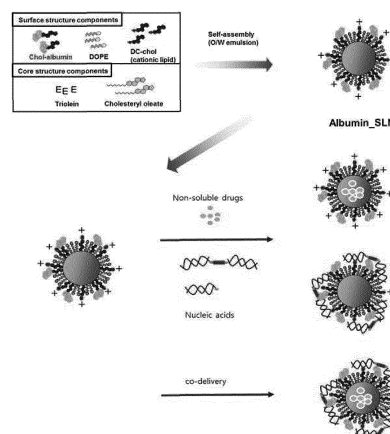 Surface structure components
Chol-albumin
DOPE
DC-chol
(cationic lipid)
Core structure components
E E E
Triolein
Cholesteryl oleate
Self-assembly
(O/W emulsion)
Albumin_SLN
Non-soluble drugs
Nucleic acids
co-delivery